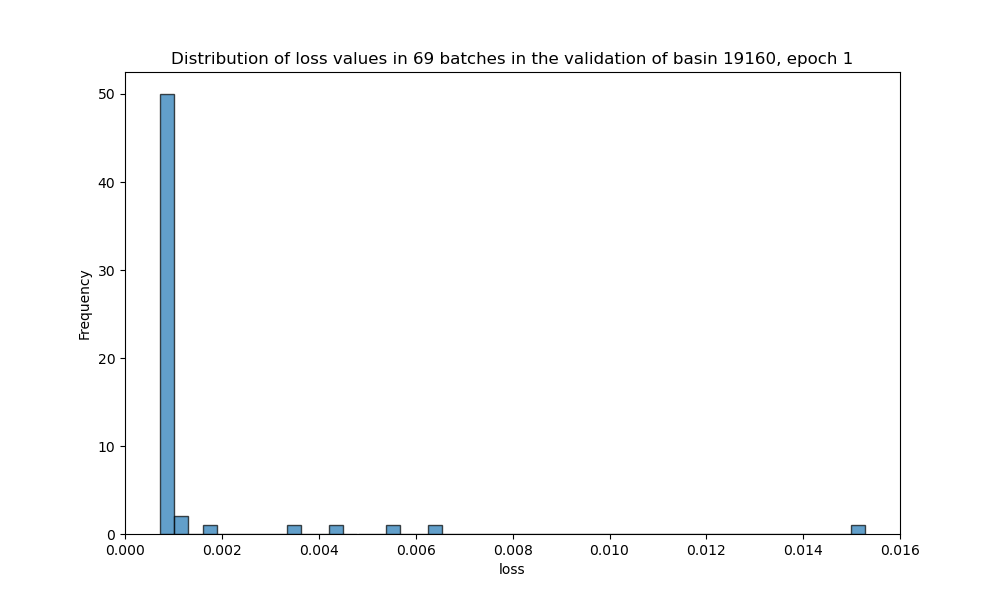 Distribution of loss values in 69 batches in the validation of basin 19160, epoch 1
Frequency
50
40
30
20
10
0
0.000 0.002 0.004 0.006 0.008 0.010 0.012 0.014 0.016
loss